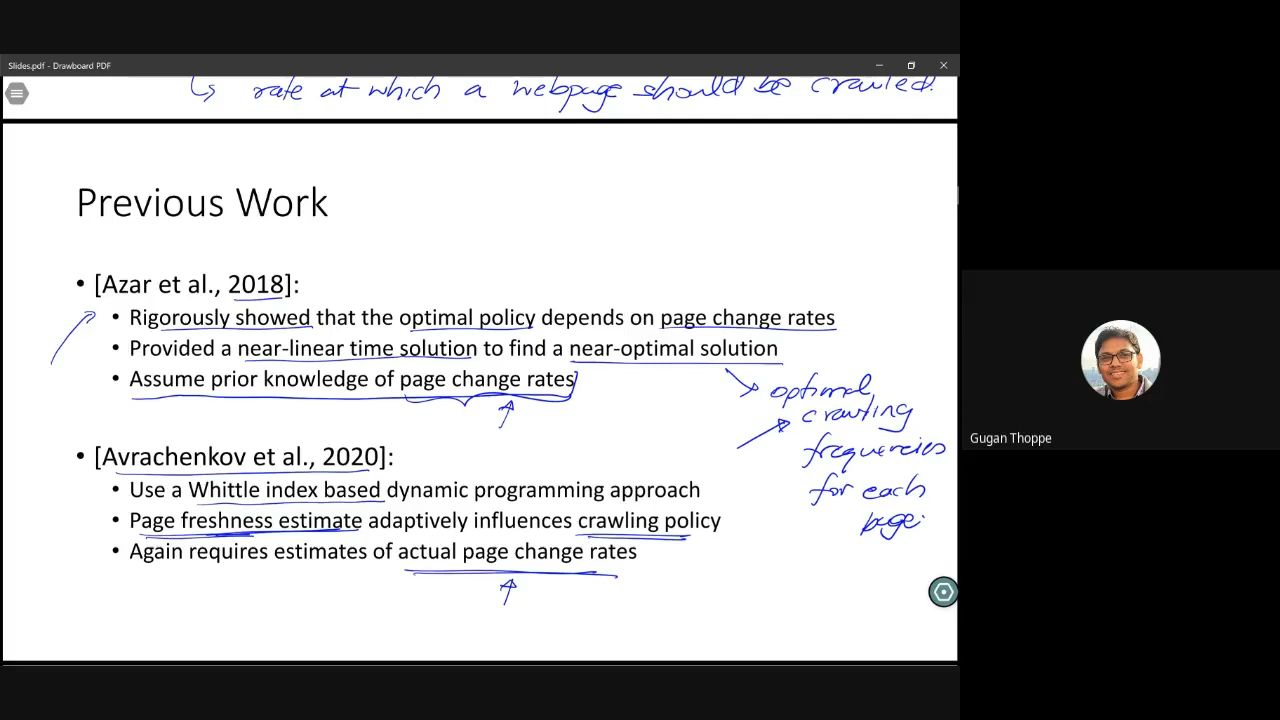 Slides.pdf - Drawboard PDF
↳ rate at which a webpage should be crawled.
Previous Work
• [Azar et al., 2018]:
• Rigorously showed that the optimal policy depends on page change rates
• Provided a near-linear time solution to find a near-optimal solution
• Assume prior knowledge of page change rates
optimal
crawling
frequencies
for each
page.
• [Avrachenkov et al., 2020]:
• Use a Whittle index based dynamic programming approach
• Page freshness estimate adaptively influences crawling policy
• Again requires estimates of actual page change rates
Gugan Thoppe